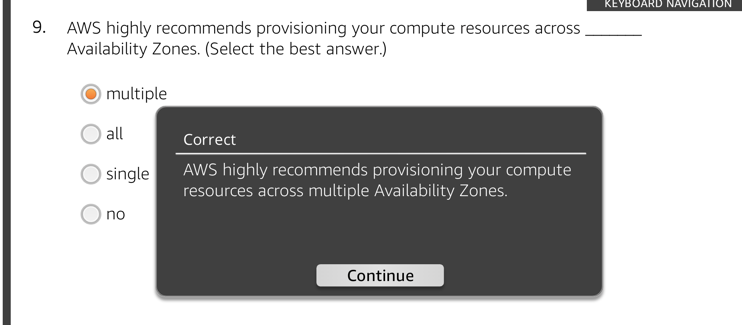 KEYBOARD NAVIGATION
9. AWS highly recommends provisioning your compute resources across ______
Availability Zones. (Select the best answer.)
multiple
all
single
no
Correct
AWS highly recommends provisioning your compute
resources across multiple Availability Zones.
Continue